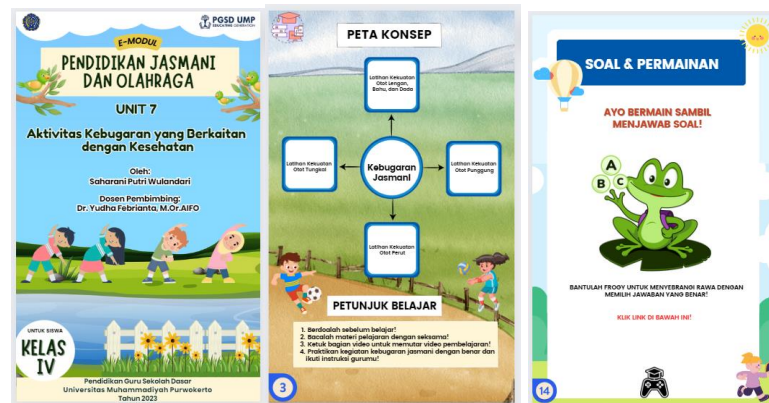 PGSD UMP
EDUCATING GENERATION
E-MODUL
PENDIDIKAN JASMANI
DAN OLAHRAGA
UNIT 7
Aktivitas Kebugaran yang Berkaitan
dengan Kesehatan
Oleh:
Saharani Putri Wulandari
Dosen Pembimbing:
Dr. Yudha Febrianta, M.Or.AIFO
UNTUK SISWA
KELAS
IV
Pendidikan Guru Sekolah Dasar
Universitas Muhammadiyah Purwokerto
Tahun 2023
PETA KONSEP
Latihan Kekuatan
Otot Lengan,
Bahu, dan Dada
Latihan Kekuatan
Otot Tungkai
Kebugaran
Jasmani
Latihan Kekuatan
Otot Punggung
Latihan Kekuatan
Otot Perut
PETUNJUK BELAJAR
1. Berdoalah sebelum belajar!
2. Bacalah materi pelajaran dengan seksama!
3. Ketuk bagian video untuk memutar video pembelajaran!
4. Praktikan kegiatan kebugaran jasmani dengan benar dan
ikuti instruksi gurumu!
3
SOAL & PERMAINAN
AYO BERMAIN SAMBIL
MENJAWAB SOAL!
A
B C
BANTULAH FROGY UNTUK MENYEBRANGI RAWA DENGAN
MEMILIH JAWABAN YANG BENAR!
KLIK LINK DI BAWAH INI!
14